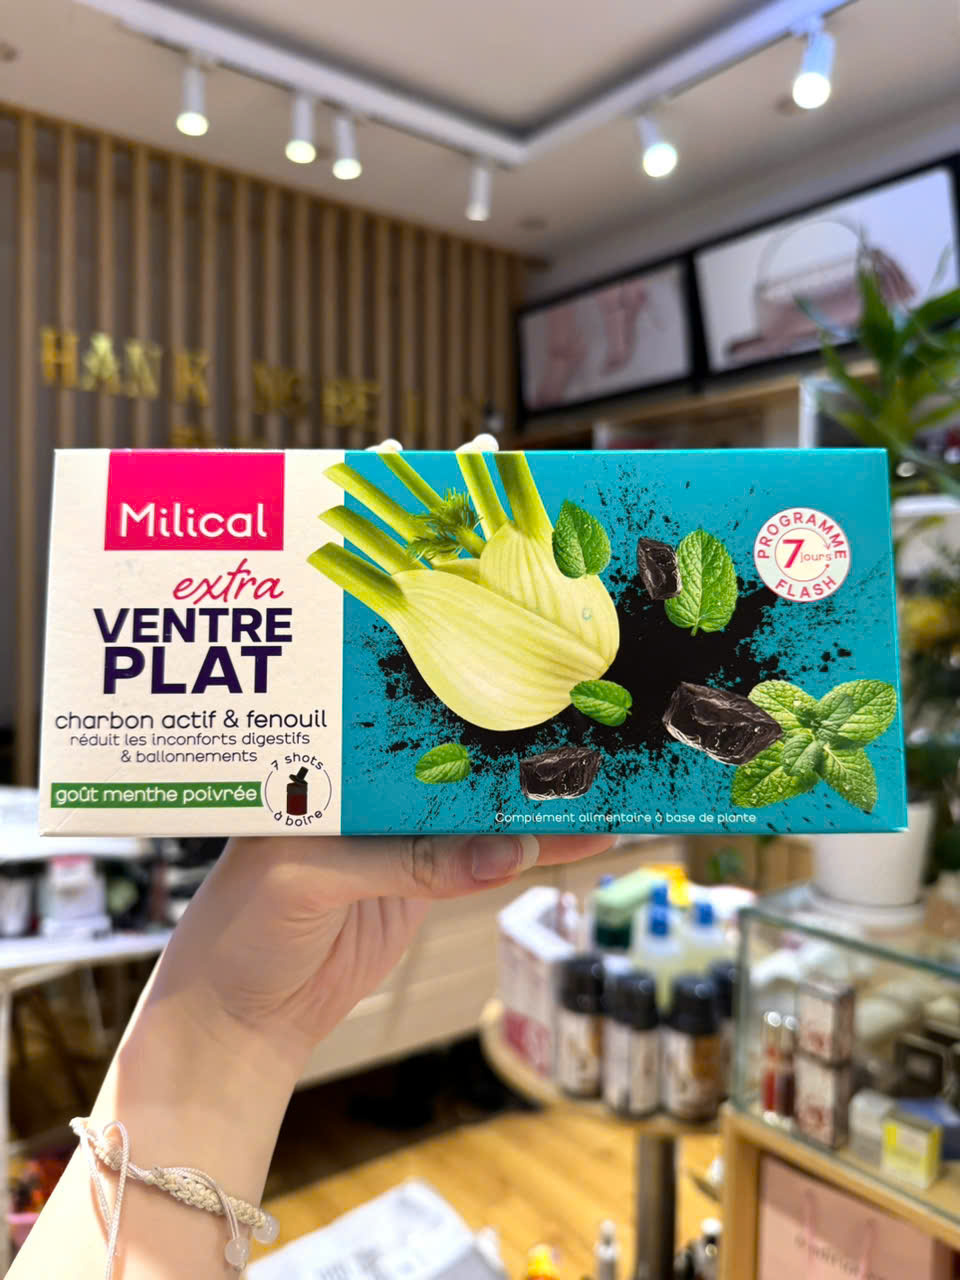 Milical
extra
VENTRE
PLAT
charbon actif & fenouil
réduit les inconforts digestifs
& ballonnements
goût menthe poivrée
7 shots
à boire
PROGRAMME
7 jours
FLASH
Complément alimentaire à base de plante